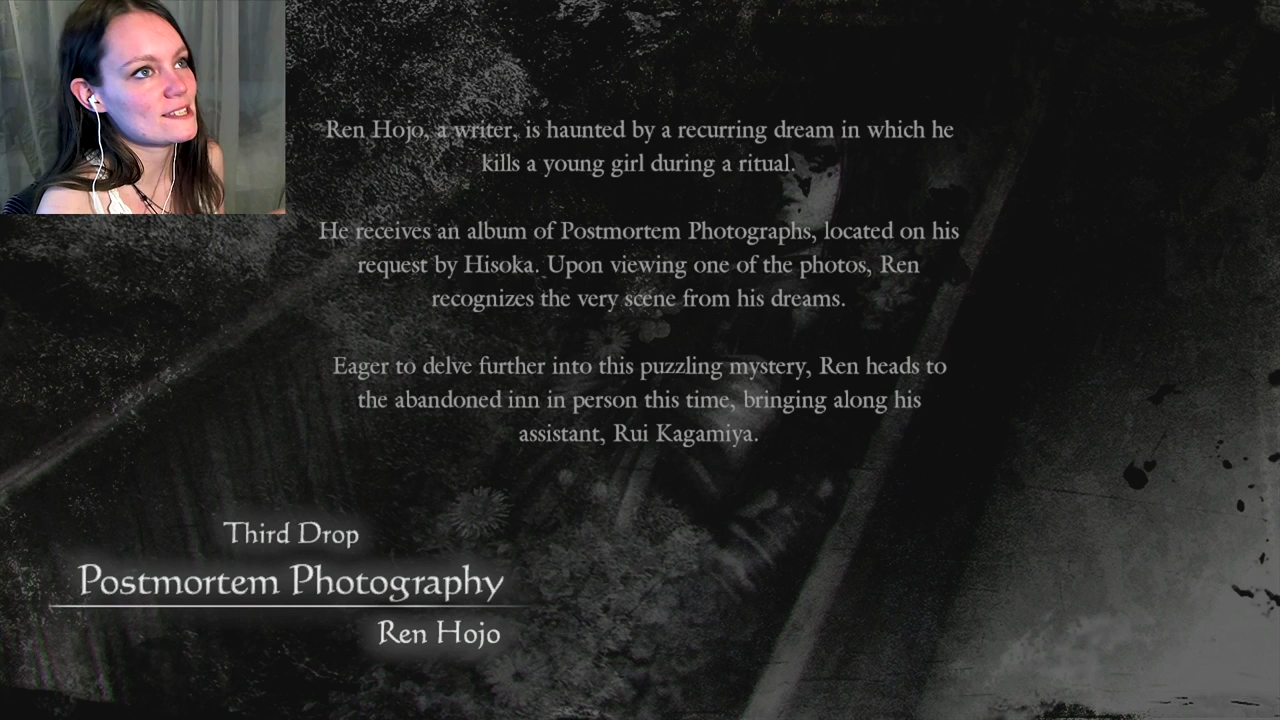 Ren Hojo, a writer, is haunted by a recurring dream in which he
kills a young girl during a ritual.
He receives an album of Postmortem Photographs, located on his
request by Hisoka. Upon viewing one of the photos, Ren
recognizes the very scene from his dreams.
Eager to delve further into this puzzling mystery, Ren heads to
the abandoned inn in person this time, bringing along his
assistant, Rui Kagamiya.
Third Drop
Postmortem Photography
Ren Hojo